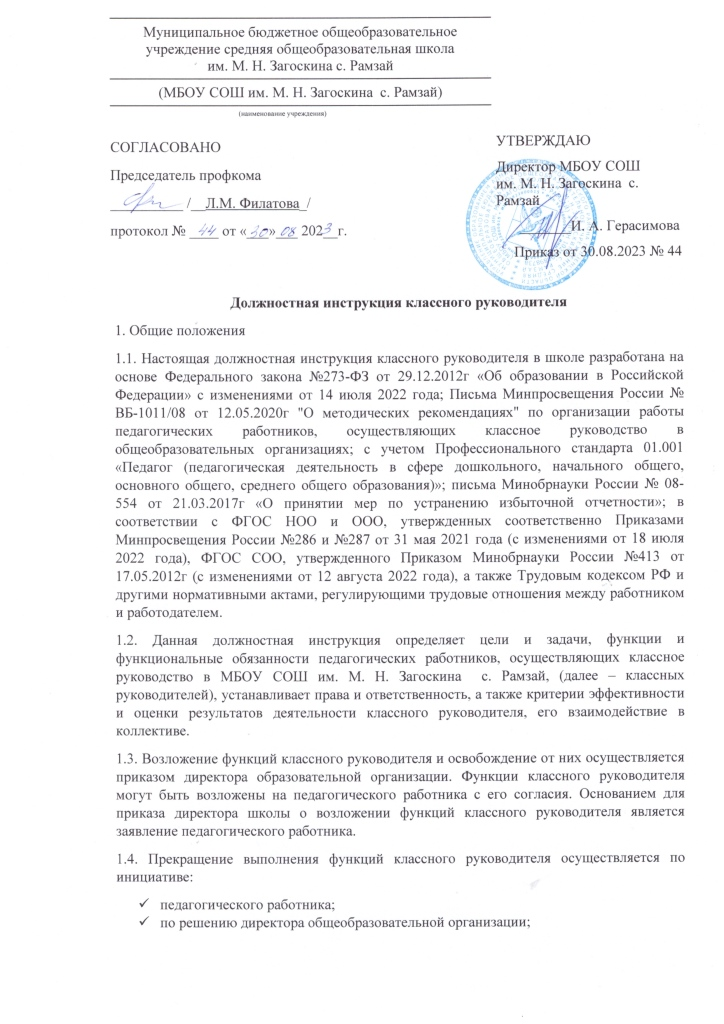 Муниципальное бюджетное общеобразовательное
учреждение средняя общеобразовательная школа
им. М. Н. Загоскина с. Рамзай
(МБОУ СОШ им. М. Н. Загоскина с. Рамзай)
(наименование учреждения)
СОГЛАСОВАНО
Председатель профкома
__________ /__Л.М. Филатова_/
протокол № _44_ от «_30_»_08_ 2023_г.
УТВЕРЖДАЮ
Директор МБОУ СОШ
им. М. Н. Загоскина с.
Рамзай
_______И. А. Герасимова
Приказ от 30.08.2023 № 44
Должностная инструкция классного руководителя
1. Общие положения
1.1. Настоящая должностная инструкция классного руководителя в школе разработана на
основе Федерального закона №273-ФЗ от 29.12.2012г «Об образовании в Российской
Федерации» с изменениями от 14 июля 2022 года; Письма Минпросвещения России №
ВБ-1011/08 от 12.05.2020г "О методических рекомендациях" по организации работы
педагогических работников, осуществляющих классное руководство в
общеобразовательных организациях; с учетом Профессионального стандарта 01.001
«Педагог (педагогическая деятельность в сфере дошкольного, начального общего,
основного общего, среднего общего образования)»; письма Минобрнауки России № 08-
554 от 21.03.2017г «О принятии мер по устранению избыточной отчетности»; в
соответствии с ФГОС НОО и ООО, утвержденных соответственно Приказами
Минпросвещения России №286 и №287 от 31 мая 2021 года (с изменениями от 18 июля
2022 года), ФГОС СОО, утвержденного Приказом Минобрнауки России №413 от
17.05.2012г (с изменениями от 12 августа 2022 года), а также Трудовым кодексом РФ и
другими нормативными актами, регулирующими трудовые отношения между работником
и работодателем.
1.2. Данная должностная инструкция определяет цели и задачи, функции и
функциональные обязанности педагогических работников, осуществляющих классное
руководство в МБОУ СОШ им. М. Н. Загоскина с. Рамзай, (далее – классных
руководителей), устанавливает права и ответственность, а также критерии эффективности
и оценки результатов деятельности классного руководителя, его взаимодействие в
коллективе.
1.3. Возложение функций классного руководителя и освобождение от них осуществляется
приказом директора образовательной организации. Функции классного руководителя
могут быть возложены на педагогического работника с его согласия. Основанием для
приказа директора школы о возложении функций классного руководителя является
заявление педагогического работника.
1.4. Прекращение выполнения функций классного руководителя осуществляется по
инициативе:
✓ педагогического работника;
✓ по решению директора общеобразовательной организации;